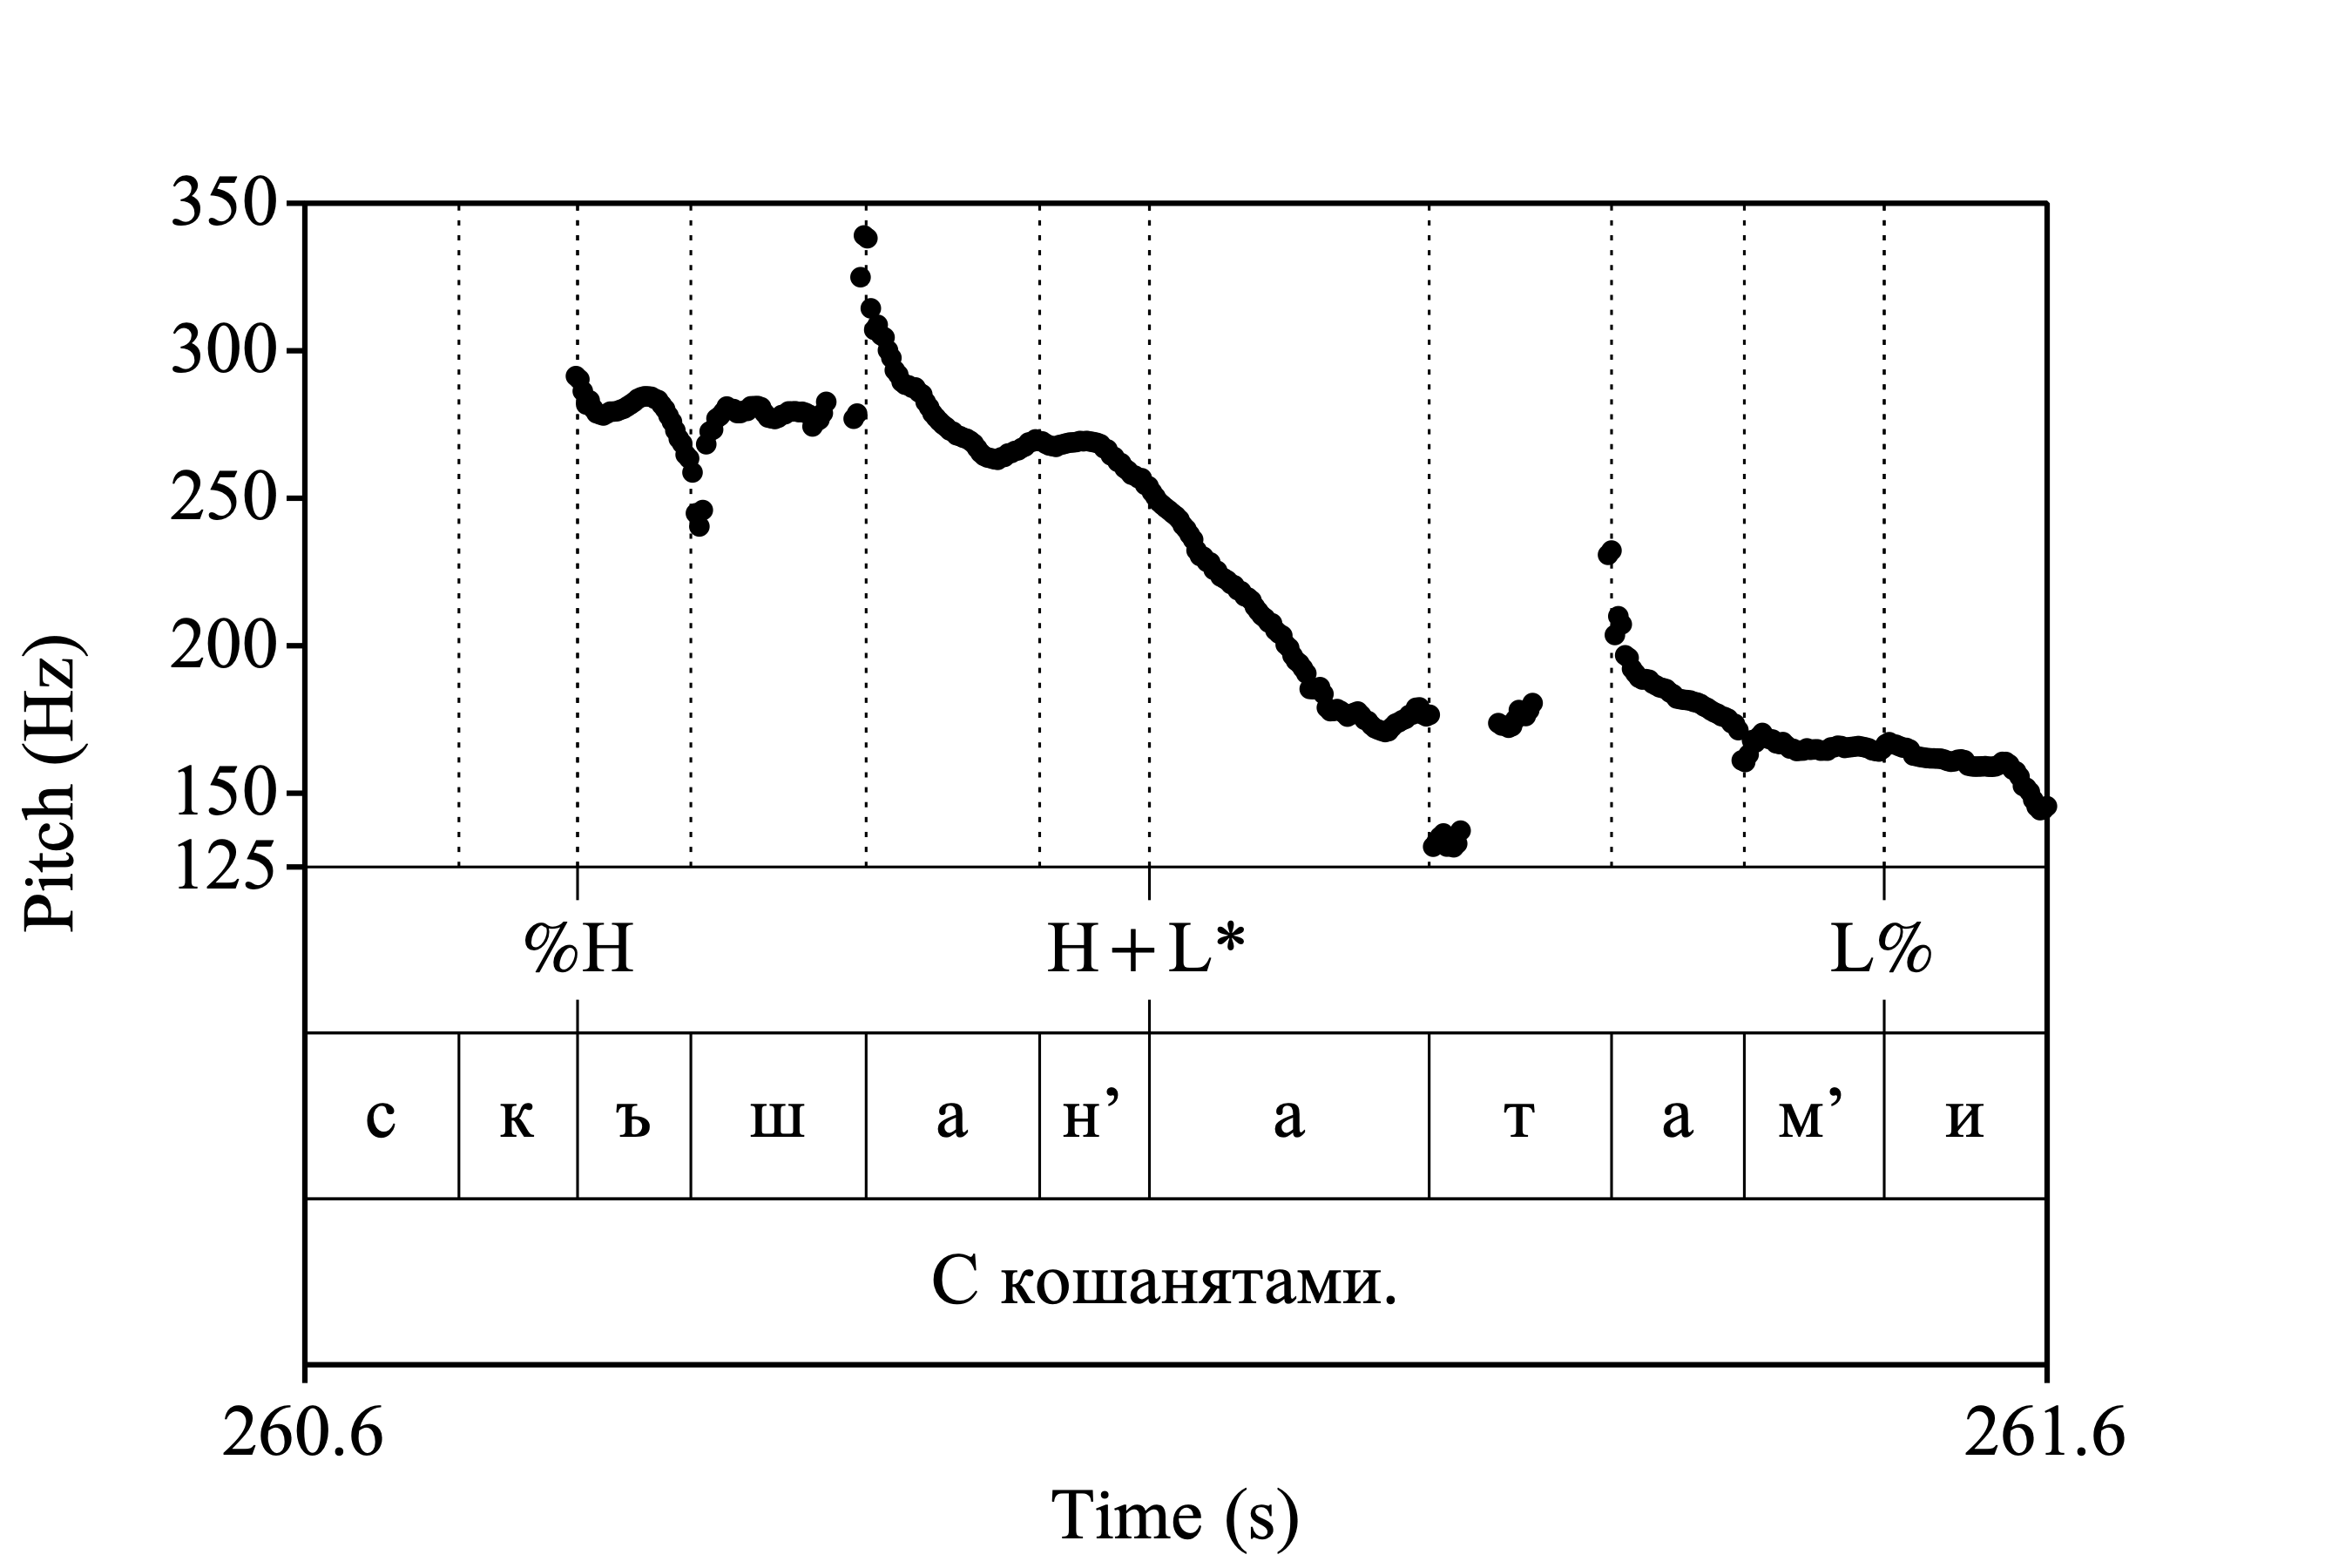 350
300
250
200
150
125
Pitch (Hz)
%H H+L* L%
с к ъ ш а н’ а т а м’ и
С кошанятами.
260.6 261.6
Time (s)